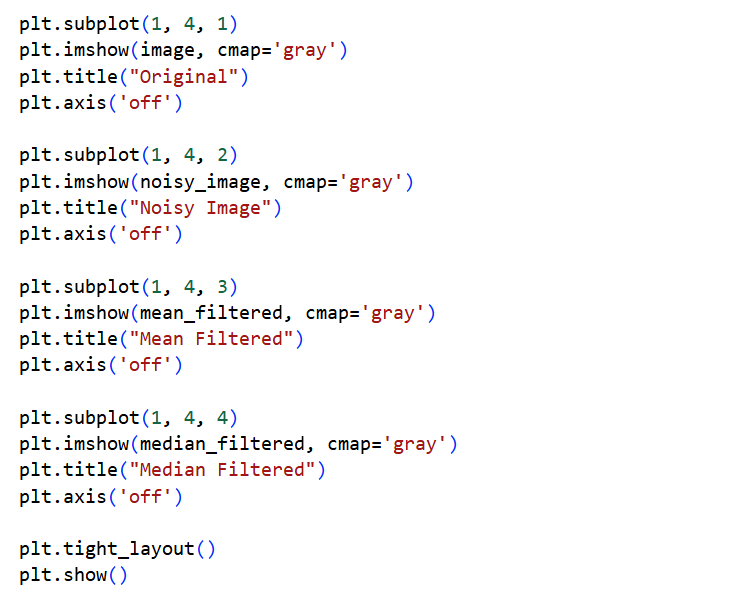 plt.subplot(1, 4, 1)
plt.imshow(image, cmap='gray')
plt.title("Original")
plt.axis('off')
plt.subplot(1, 4, 2)
plt.imshow(noisy_image, cmap='gray')
plt.title("Noisy Image")
plt.axis('off')
plt.subplot(1, 4, 3)
plt.imshow(mean_filtered, cmap='gray')
plt.title("Mean Filtered")
plt.axis('off')
plt.subplot(1, 4, 4)
plt.imshow(median_filtered, cmap='gray')
plt.title("Median Filtered")
plt.axis('off')
plt.tight_layout()
plt.show()